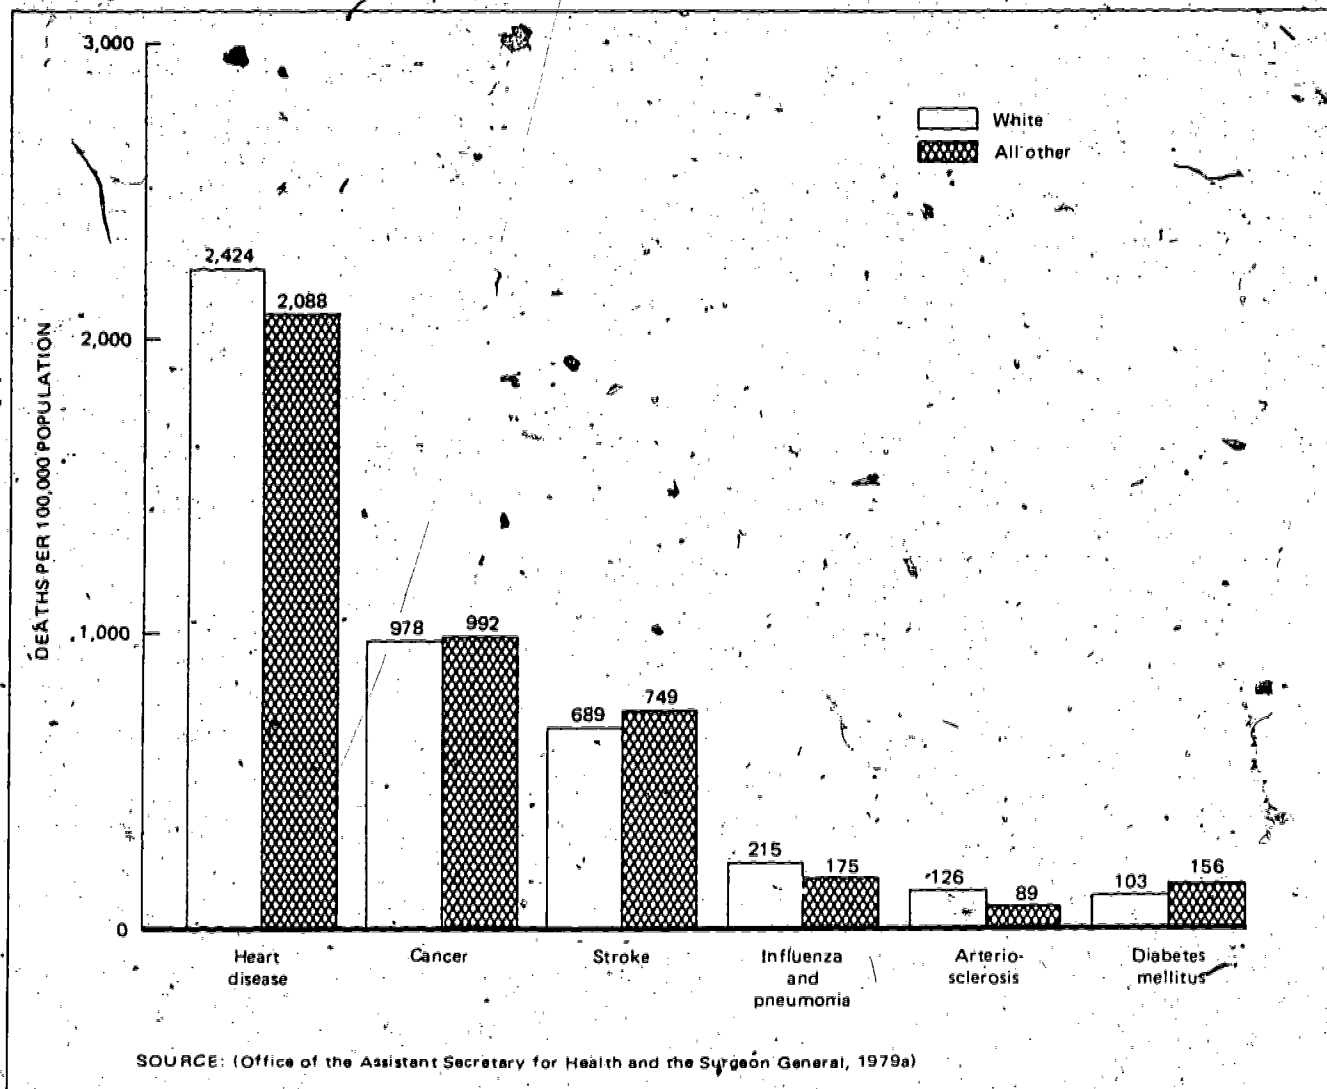 3,000
White
All other
2,424
2,088
2,000
DEATHS PER 100,000 POPULATION
1,000
978
992
689
749
215
175
126
89
103
156
0
Heart
disease
Cancer
Stroke
Influenza
and
pneumonia
Arterio-
sclerosis
Diabetes
mellitus
SOURCE: (Office of the Assistant Secretary for Health and the Surgeon General, 1979a)